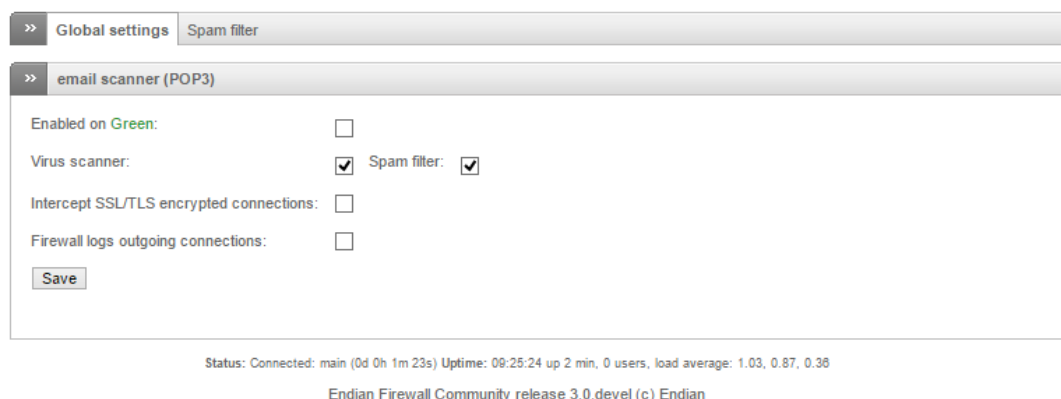 >> Global settings Spam filter
>> email scanner (POP3)
Enabled on Green:
Virus scanner: Spam filter:
Intercept SSL/TLS encrypted connections:
Firewall logs outgoing connections:
Save
Status: Connected: main (0d 0h 1m 23s) Uptime: 09:25:24 up 2 min, 0 users, load average: 1.03, 0.87, 0.36
Endian Firewall Community release 3.0.devel (c) Endian